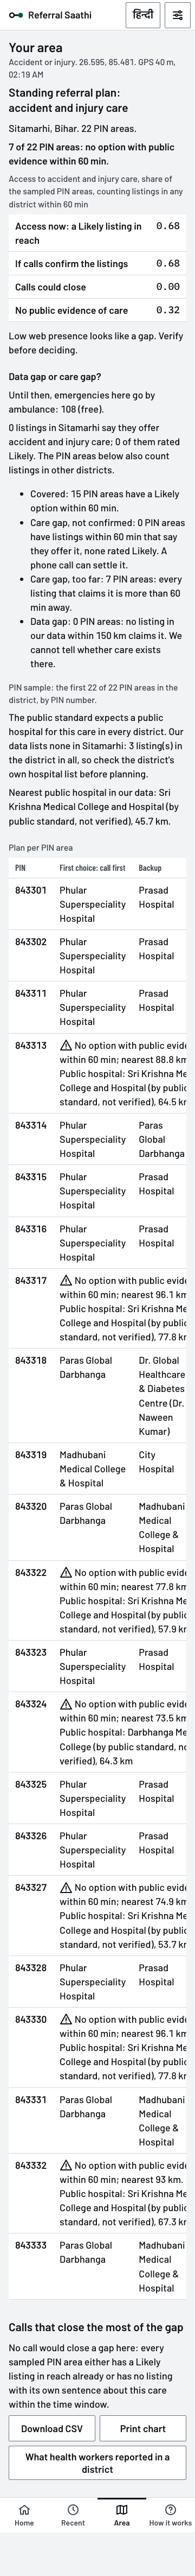 Referral Saathi
हिन्दी
Your area
Accident or injury. 26.595, 85.481. GPS 40 m,
02:19 AM
Standing referral plan:
accident and injury care
Sitamarhi, Bihar. 22 PIN areas.
7 of 22 PIN areas: no option with public
evidence within 60 min.
Access to accident and injury care, share of
the sampled PIN areas, counting listings in any
district within 60 min
Access now: a Likely listing in
reach
0.68
If calls confirm the listings 0.68
Calls could close 0.00
No public evidence of care 0.32
Low web presence looks like a gap. Verify
before deciding.
Data gap or care gap?
Until then, emergencies here go by
ambulance: 108 (free).
0 listings in Sitamarhi say they offer
accident and injury care; 0 of them rated
Likely. The PIN areas below also count
listings in other districts.
• Covered: 15 PIN areas have a Likely
option within 60 min.
• Care gap, not confirmed: 0 PIN areas
have listings within 60 min that say
they offer it, none rated Likely. A
phone call can settle it.
• Care gap, too far: 7 PIN areas: every
listing that claims it is more than 60
min away.
• Data gap: 0 PIN areas: no listing in
our data within 150 km claims it. We
cannot tell whether care exists
there.
PIN sample: the first 22 of 22 PIN areas in the
district, by PIN number.
The public standard expects a public
hospital for this care in every district. Our
data lists none in Sitamarhi: 3 listing(s) in
the district in all, so check the district's
own hospital list before planning.
Nearest public hospital in our data: Sri
Krishna Medical College and Hospital (by
public standard, not verified), 45.7 km.
Plan per PIN area
PIN First choice: call first Backup
843301 Phular Superspeciality Hospital Prasad Hospital
843302 Phular Superspeciality Hospital Prasad Hospital
843311 Phular Superspeciality Hospital Prasad Hospital
843313 No option with public evide
within 60 min; nearest 88.8 km
Public hospital: Sri Krishna Me
College and Hospital (by public
standard, not verified), 64.5 kr
843314 Phular Superspeciality Hospital Paras Global Darbhanga
843315 Phular Superspeciality Hospital Prasad Hospital
843316 Phular Superspeciality Hospital Prasad Hospital
843317 No option with public evide
within 60 min; nearest 96.1 km
Public hospital: Sri Krishna Me
College and Hospital (by public
standard, not verified), 77.8 kr
843318 Paras Global Darbhanga Dr. Global Healthcare & Diabetes Centre (Dr. Naween Kumar)
843319 Madhubani Medical College & Hospital City Hospital
843320 Paras Global Darbhanga Madhubani Medical College & Hospital
843322 No option with public evide
within 60 min; nearest 77.8 km
Public hospital: Sri Krishna Me
College and Hospital (by public
standard, not verified), 57.9 kr
843323 Phular Superspeciality Hospital Prasad Hospital
843324 No option with public evide
within 60 min; nearest 73.5 km
Public hospital: Darbhanga Me
College (by public standard, no
verified), 64.3 km
843325 Phular Superspeciality Hospital Prasad Hospital
843326 Phular Superspeciality Hospital Prasad Hospital
843327 No option with public evide
within 60 min; nearest 74.9 km
Public hospital: Sri Krishna Me
College and Hospital (by public
standard, not verified), 53.7 kr
843328 Phular Superspeciality Hospital Prasad Hospital
843330 No option with public evide
within 60 min; nearest 96.1 km
Public hospital: Sri Krishna Me
College and Hospital (by public
standard, not verified), 77.8 kr
843331 Paras Global Darbhanga Madhubani Medical College & Hospital
843332 No option with public evide
within 60 min; nearest 93 km.
Public hospital: Sri Krishna Me
College and Hospital (by public
standard, not verified), 67.3 kr
843333 Paras Global Darbhanga Madhubani Medical College & Hospital
Calls that close the most of the gap
No call would close a gap here: every
sampled PIN area either has a Likely
listing in reach already or has no listing
with its own sentence about this care
within the time window.
Download CSV
Print chart
What health workers reported in a
district
Home Recent Area How it works